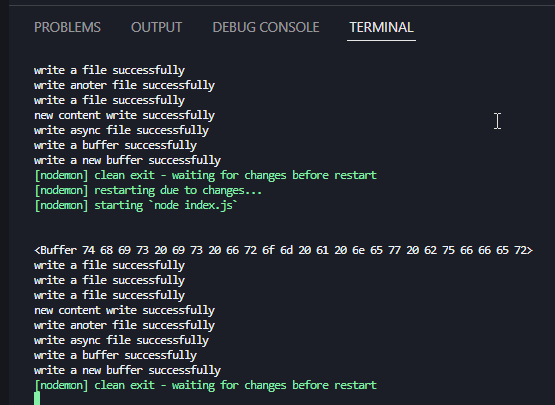 PROBLEMS OUTPUT DEBUG CONSOLE TERMINAL
write a file successfully
write anoter file successfully
write a file successfully
new content write successfully
write async file successfully
write a buffer successfully
write a new buffer successfully
[nodemon] clean exit - waiting for changes before restart
[nodemon] restarting due to changes...
[nodemon] starting `node index.js`
<Buffer 74 68 69 73 20 69 73 20 66 72 6f 6d 20 61 20 6e 65 77 20 62 75 66 66 65 72>
write a file successfully
write a file successfully
write a file successfully
new content write successfully
write anoter file successfully
write async file successfully
write a buffer successfully
write a new buffer successfully
[nodemon] clean exit - waiting for changes before restart